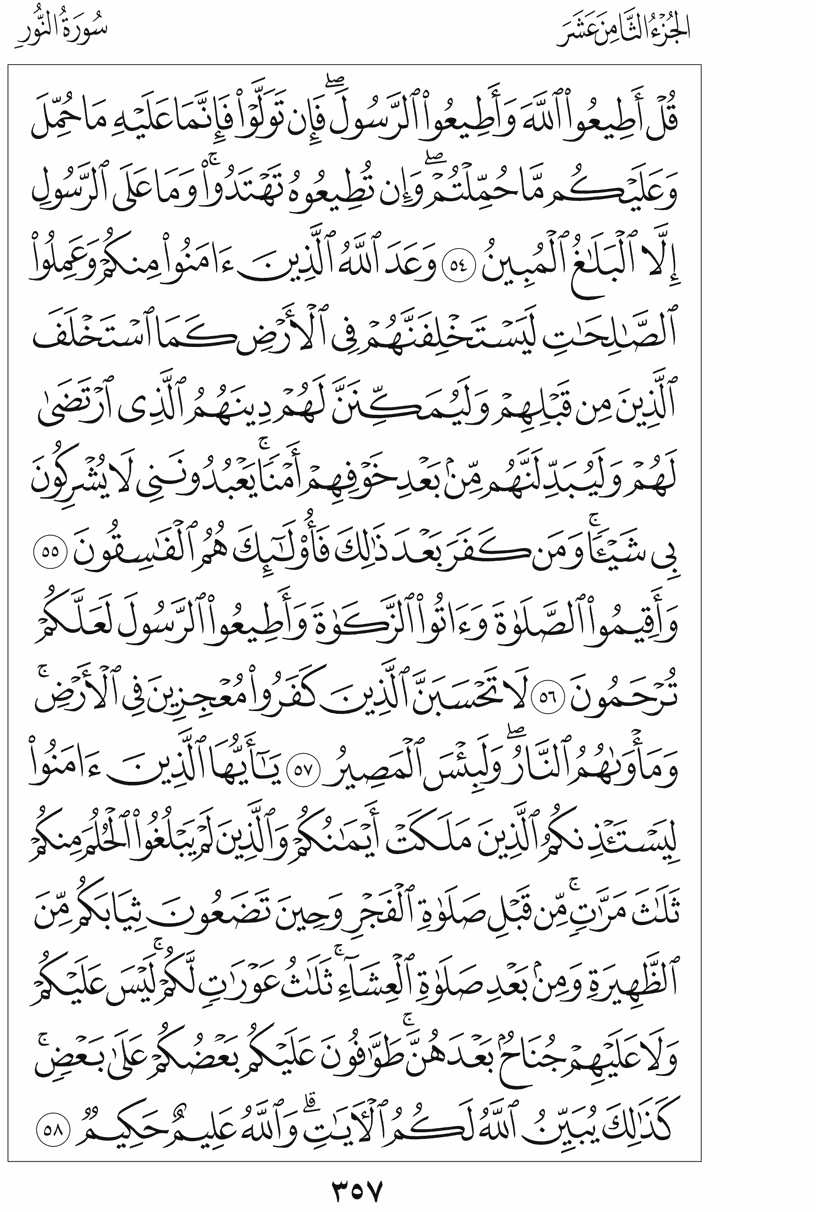 الجُزْءُ الثَّامِنَ عَشَرَ
سُورَةُ النُّورِ
قُلۡ أَطِيعُواْ ٱللَّهَ وَأَطِيعُواْ ٱلرَّسُولَۖ فَإِن تَوَلَّوۡاْ فَإِنَّمَا عَلَيۡهِ مَا حُمِّلَ
وَعَلَيۡكُم مَّا حُمِّلۡتُمۡۖ وَإِن تُطِيعُوهُ تَهۡتَدُواْۚ وَمَا عَلَى ٱلرَّسُولِ
إِلَّا ٱلۡبَلَٰغُ ٱلۡمُبِينُ ٥٤ وَعَدَ ٱللَّهُ ٱلَّذِينَ ءَامَنُواْ مِنكُمۡ وَعَمِلُواْ
ٱلصَّٰلِحَٰتِ لَيَسۡتَخۡلِفَنَّهُمۡ فِي ٱلۡأَرۡضِ كَمَا ٱسۡتَخۡلَفَ
ٱلَّذِينَ مِن قَبۡلِهِمۡ وَلَيُمَكِّنَنَّ لَهُمۡ دِينَهُمُ ٱلَّذِي ٱرۡتَضَىٰ
لَهُمۡ وَلَيُبَدِّلَنَّهُم مِّنۢ بَعۡدِ خَوۡفِهِمۡ أَمۡنٗاۚ يَعۡبُدُونَنِي لَا يُشۡرِكُونَ
بِي شَيۡـٔٗاۚ وَمَن كَفَرَ بَعۡدَ ذَٰلِكَ فَأُوْلَٰٓئِكَ هُمُ ٱلۡفَٰسِقُونَ ٥٥
وَأَقِيمُواْ ٱلصَّلَوٰةَ وَءَاتُواْ ٱلزَّكَوٰةَ وَأَطِيعُواْ ٱلرَّسُولَ لَعَلَّكُمۡ
تُرۡحَمُونَ ٥٦ لَا تَحۡسَبَنَّ ٱلَّذِينَ كَفَرُواْ مُعۡجِزِينَ فِي ٱلۡأَرۡضِۚ
وَمَأۡوَىٰهُمُ ٱلنَّارُۖ وَلَبِئۡسَ ٱلۡمَصِيرُ ٥٧ يَٰٓأَيُّهَا ٱلَّذِينَ ءَامَنُواْ
لِيَسۡتَـٔۡذِنكُمُ ٱلَّذِينَ مَلَكَتۡ أَيۡمَٰنُكُمۡ وَٱلَّذِينَ لَمۡ يَبۡلُغُواْ ٱلۡحُلُمَ مِنكُمۡ
ثَلَٰثَ مَرَّٰتٖۚ مِّن قَبۡلِ صَلَوٰةِ ٱلۡفَجۡرِ وَحِينَ تَضَعُونَ ثِيَابَكُم مِّنَ
ٱلظَّهِيرَةِ وَمِنۢ بَعۡدِ صَلَوٰةِ ٱلۡعِشَآءِۚ ثَلَٰثُ عَوۡرَٰتٖ لَّكُمۡۚ لَيۡسَ عَلَيۡكُمۡ
وَلَا عَلَيۡهِمۡ جُنَاحُۢ بَعۡدَهُنَّۚ طَوَّٰفُونَ عَلَيۡكُم بَعۡضُكُمۡ عَلَىٰ بَعۡضٖۚ
كَذَٰلِكَ يُبَيِّنُ ٱللَّهُ لَكُمُ ٱلۡأٓيَٰتِۗ وَٱللَّهُ عَلِيمٌ حَكِيمٞ ٥٨
٣٥٧